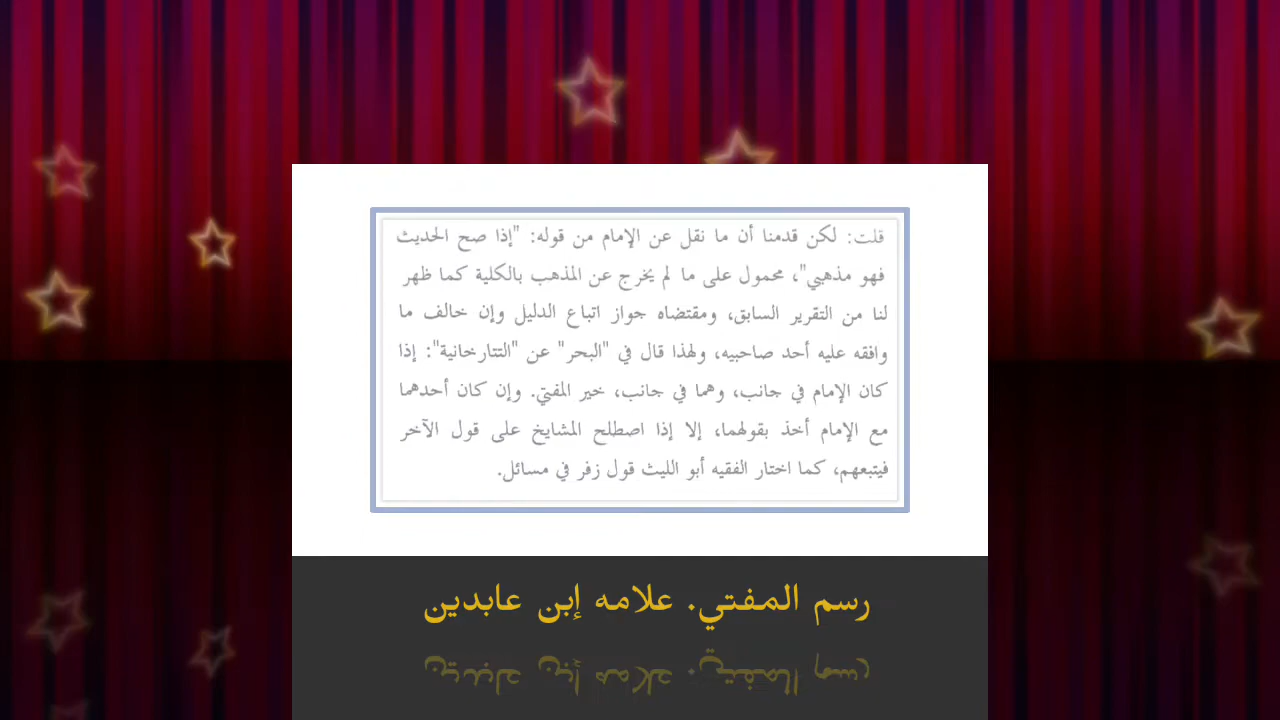 قلت: لكن قدمنا أن ما نقل عن الإمام من قوله: "إذا صح الحديث
فهو مذهبي"، محمول على ما لم يخرج عن المذهب بالكلية كما ظهر
لنا من التقرير السابق، ومقتضاه جواز اتباع الدليل وإن خالف ما
وافقه عليه أحد صاحبيه، ولهذا قال في "البحر" عن "التتارخانية": إذا
كان الإمام في جانب، وهما في جانب، خير المفتي. وإن كان أحدهما
مع الإمام أخذ بقولهما، إلا إذا اصطلح المشايخ على قول الآخر
فيتبعهم، كما اختار الفقيه أبو الليث قول زفر في مسائل.
رسم المفتي. علامه إبن عابدين